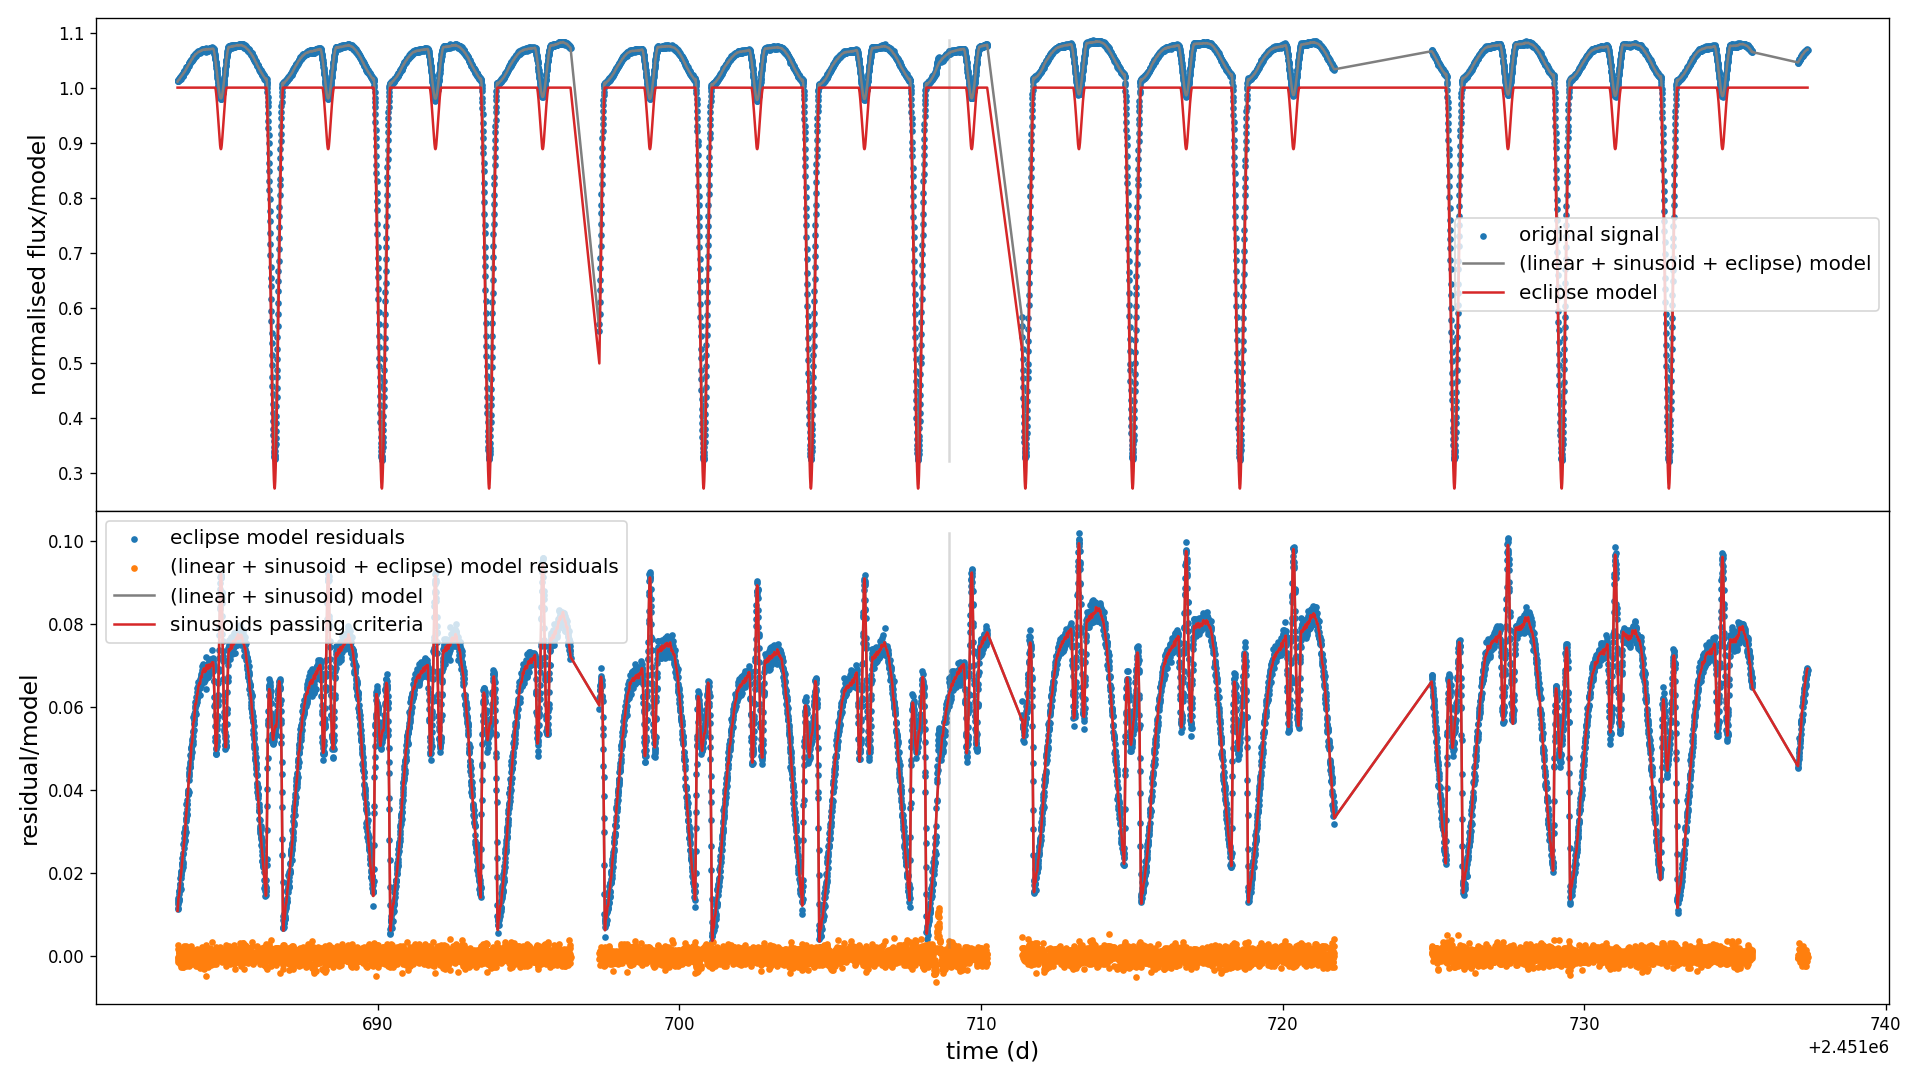 1.1
1.0
0.9
0.8
0.7
0.6
0.5
0.4
0.3
normalised flux/model
original signal
(linear + sinusoid + eclipse) model
eclipse model
eclipse model residuals
(linear + sinusoid + eclipse) model residuals
(linear + sinusoid) model
sinusoids passing criteria
0.10
0.08
0.06
0.04
0.02
0.00
residual/model
690
700
710
720
730
740
time (d)
+2.451e6